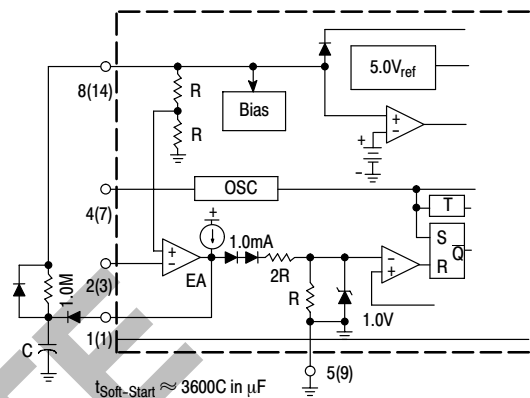 5.0Vref
8(14)
R
Bias
+
−
R
+
−
OSC
4(7)
T
+
1.0mA
S
Q
+
−
−
+
R
2(3)
EA
2R
1.0M
R
1(1)
1.0V
C
5(9)
tSoft-Start ≈ 3600C in μF